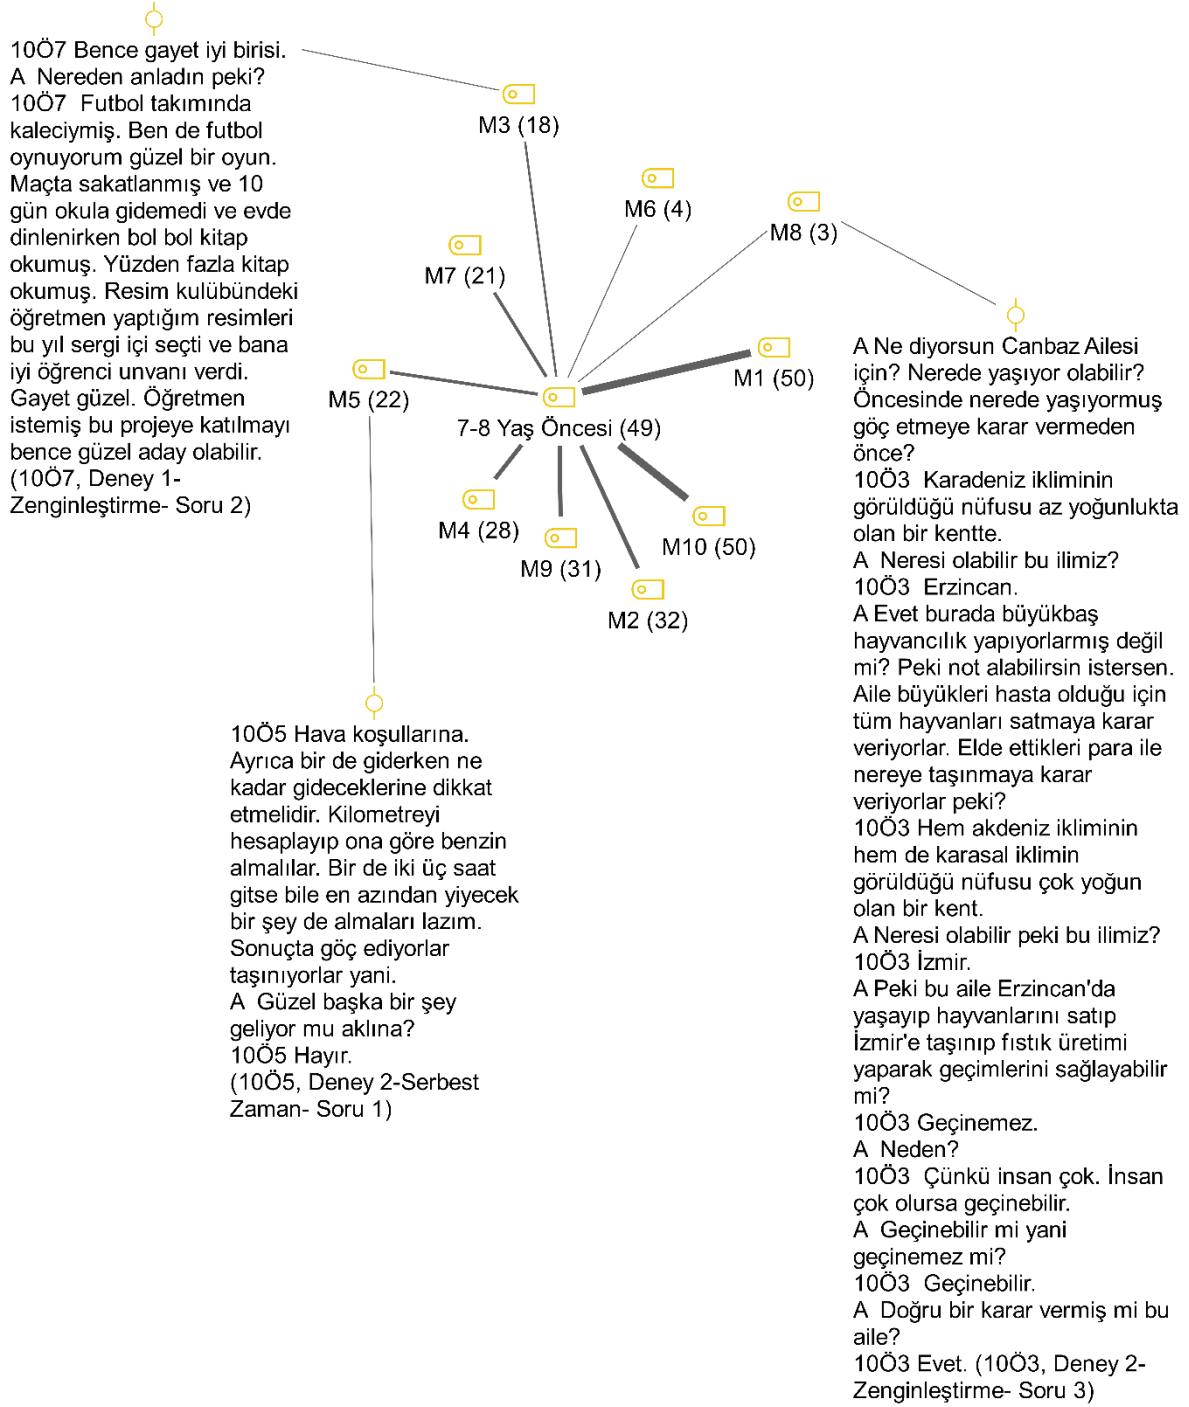 10Ö7 Bence gayet iyi birisi.
A  Nereden anladın peki?
10Ö7  Futbol takımında
kaleciymiş. Ben de futbol
oynuyorum güzel bir oyun.
Maçta sakatlanmış ve 10
gün okula gidemedi ve evde
dinlenirken bol bol kitap
okumuş. Yüzden fazla kitap
okumuş. Resim kulübündeki
öğretmen yaptığım resimleri
bu yıl sergi içi seçti ve bana
iyi öğrenci unvanı verdi.
Gayet güzel. Öğretmen
istemiş bu projeye katılmayı
bence güzel aday olabilir.
(10Ö7, Deney 1-
Zenginleştirme- Soru 2)
M3 (18)
M6 (4)
M8 (3)
M7 (21)
M1 (50)
M5 (22)
7-8 Yaş Öncesi (49)
M4 (28)
M9 (31)
M10 (50)
M2 (32)
10Ö5 Hava koşullarına.
Ayrıca bir de giderken ne
kadar gideceklerine dikkat
etmelidir. Kilometreyi
hesaplayıp ona göre benzin
almalılar. Bir de iki üç saat
gitse bile en azından yiyecek
bir şey de almaları lazım.
Sonuçta göç ediyorlar
taşınıyorlar yani.
A  Güzel başka bir şey
geliyor mu aklına?
10Ö5 Hayır.
(10Ö5, Deney 2-Serbest
Zaman- Soru 1)
A Ne diyorsun Canbaz Ailesi
için? Nerede yaşıyor olabilir?
Öncesinde nerede yaşıyormuş
göç etmeye karar vermeden
önce?
10Ö3  Karadeniz ikliminin
görüldüğü nüfusu az yoğunlukta
olan bir kentte.
A  Neresi olabilir bu ilimiz?
10Ö3  Erzincan.
A Evet burada büyükbaş
hayvancılık yapıyorlarmış değil
mi? Peki not alabilirsin istersen.
Aile büyükleri hasta olduğu için
tüm hayvanları satmaya karar
veriyorlar. Elde ettikleri para ile
nereye taşınmaya karar
veriyorlar peki?
10Ö3 Hem akdeniz ikliminin
hem de karasal iklimin
görüldüğü nüfusu çok yoğun
olan bir kent.
A Neresi olabilir peki bu ilimiz?
10Ö3 İzmir.
A Peki bu aile Erzincan'da
yaşayıp hayvanlarını satıp
İzmir'e taşınıp fıstık üretimi
yaparak geçimlerini sağlayabilir
mi?
10Ö3 Geçinemez.
A  Neden?
10Ö3  Çünkü insan çok. İnsan
çok olursa geçinebilir.
A  Geçinebilir mi yani
geçinemez mi?
10Ö3  Geçinebilir.
A  Doğru bir karar vermiş mi bu
aile?
10Ö3 Evet. (10Ö3, Deney 2-
Zenginleştirme- Soru 3)